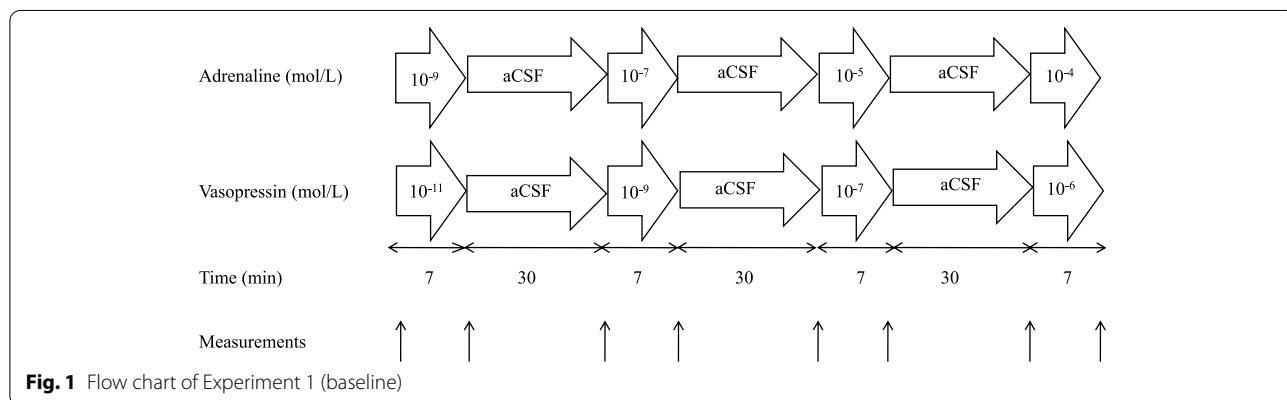 Adrenaline (mol/L) 10⁻⁹ aCSF 10⁻⁷ aCSF 10⁻⁵ aCSF 10⁻⁴
Vasopressin (mol/L) 10⁻¹¹ aCSF 10⁻⁹ aCSF 10⁻⁷ aCSF 10⁻⁶
Time (min) 7 30 7 30 7 30 7
Measurements
Fig. 1 Flow chart of Experiment 1 (baseline)